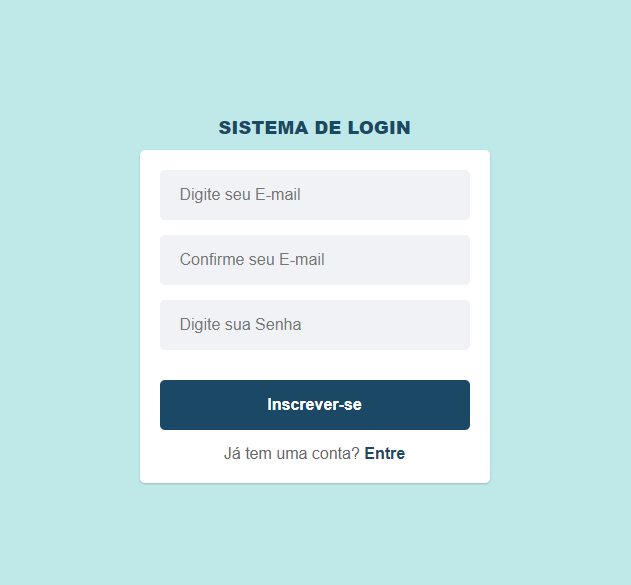 SISTEMA DE LOGIN
Digite seu E-mail
Confirme seu E-mail
Digite sua Senha
Inscrever-se
Já tem uma conta? Entre